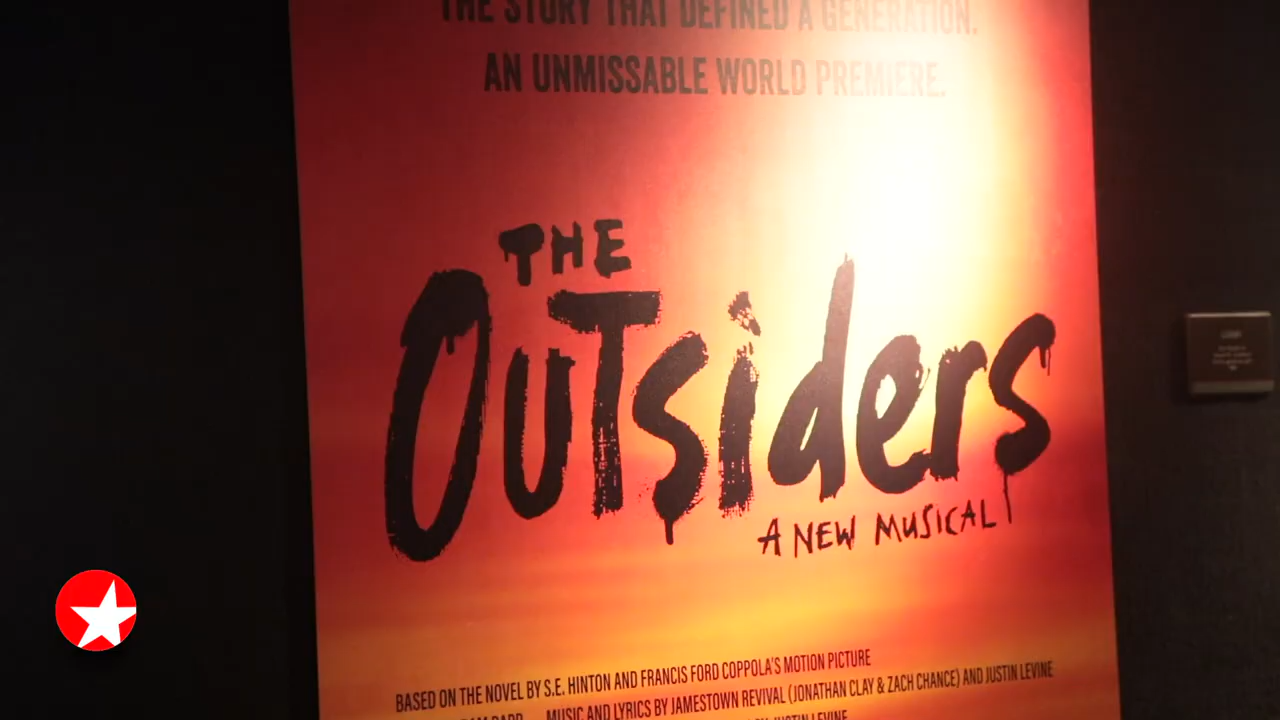 THE STORY THAT DEFINED A GENERATION.
AN UNMISSABLE WORLD PREMIERE.
THE
OUTsiders
A NEW MUSICAL
BASED ON THE NOVEL BY S.E. HINTON AND FRANCIS FORD COPPOLA'S MOTION PICTURE
MUSIC AND LYRICS BY JAMESTOWN REVIVAL (JONATHAN CLAY & ZACH CHANCE) AND JUSTIN LEVINE
JUSTIN LEVINE